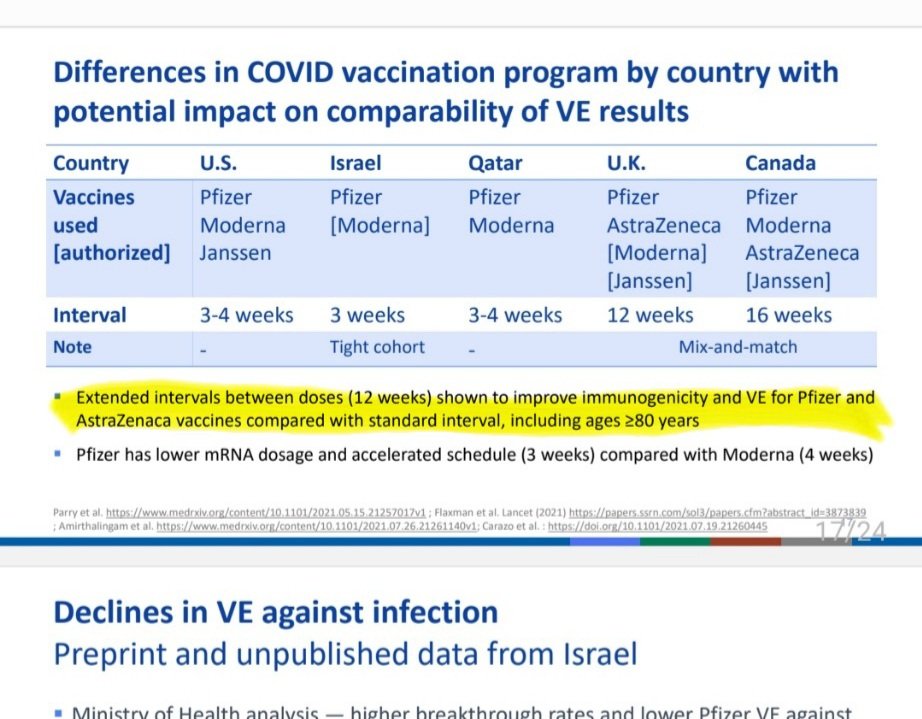 Differences in COVID vaccination program by country with
potential impact on comparability of VE results
Country U.S. Israel Qatar U.K. Canada
Vaccines Pfizer Pfizer Pfizer Pfizer Pfizer
used Moderna [Moderna] Moderna AstraZeneca Moderna
[authorized] Janssen [Moderna] AstraZeneca
[Janssen] [Janssen]
Interval 3-4 weeks 3 weeks 3-4 weeks 12 weeks 16 weeks
Note - Tight cohort - Mix-and-match
▪ Extended intervals between doses (12 weeks) shown to improve immunogenicity and VE for Pfizer and
AstraZenaca vaccines compared with standard interval, including ages ≥80 years
▪ Pfizer has lower mRNA dosage and accelerated schedule (3 weeks) compared with Moderna (4 weeks)
Parry et al. https://www.medrxiv.org/content/10.1101/2021.05.15.21257017v1 ; Flaxman et al. Lancet (2021) https://papers.ssrn.com/sol3/papers.cfm?abstract_id=3873839
; Amirthalingam et al. https://www.medrxiv.org/content/10.1101/2021.07.26.21261140v1; Carazo et al. : https://doi.org/10.1101/2021.07.19.21260445
17/24
Declines in VE against infection
Preprint and unpublished data from Israel
▪ Ministry of Health analysis — higher breakthrough rates and lower Pfizer VE against